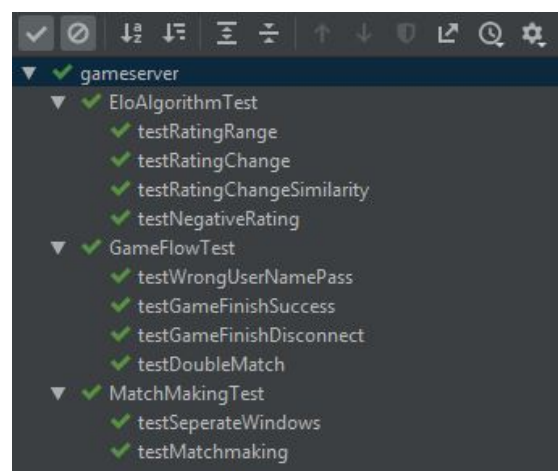 gameserver
EloAlgorithmTest
testRatingRange
testRatingChange
testRatingChangeSimilarity
testNegativeRating
GameFlowTest
testWrongUserNamePass
testGameFinishSuccess
testGameFinishDisconnect
testDoubleMatch
MatchMakingTest
testSeperateWindows
testMatchmaking